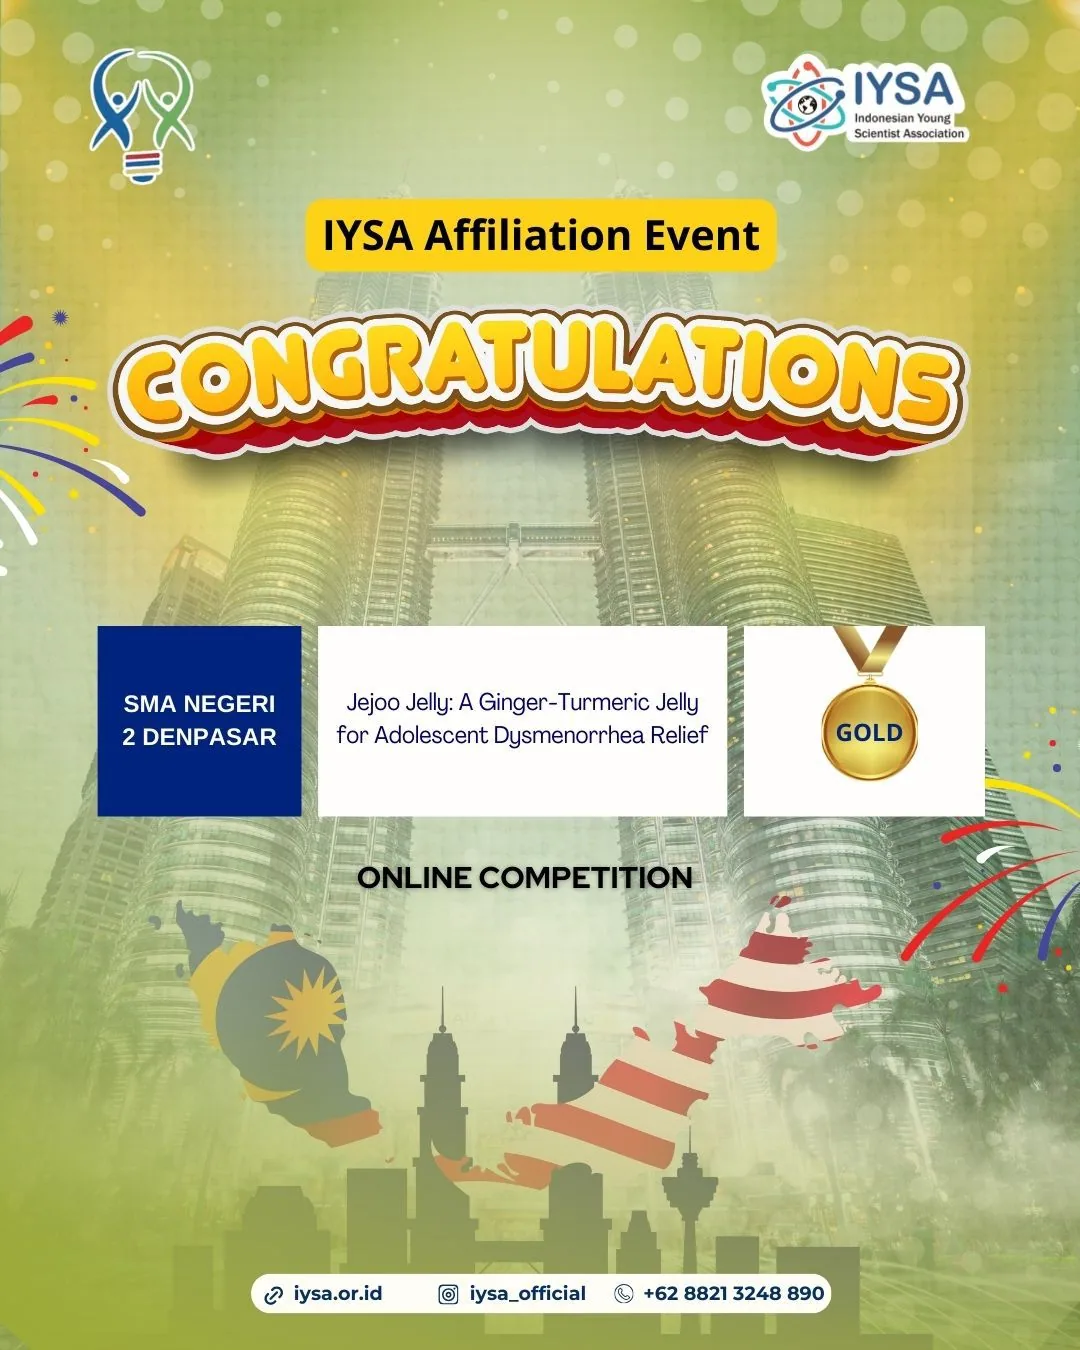 IYSA
Indonesian Young
Scientist Association
IYSA Affiliation Event
CONGRATULATIONS
SMA NEGERI
2 DENPASAR
Jejoo Jelly: A Ginger-Turmeric Jelly
for Adolescent Dysmenorrhea Relief
GOLD
ONLINE COMPETITION
iysa.or.id
iysa_official
+62 8821 3248 890